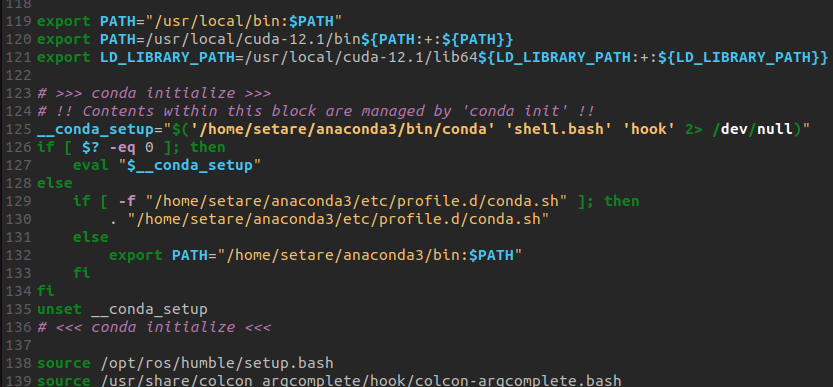 118
119 export PATH="/usr/local/bin:$PATH"
120 export PATH=/usr/local/cuda-12.1/bin${PATH:+:${PATH}}
121 export LD_LIBRARY_PATH=/usr/local/cuda-12.1/lib64${LD_LIBRARY_PATH:+:${LD_LIBRARY_PATH}}
122
123 # >>> conda initialize >>>
124 # !! Contents within this block are managed by 'conda init' !!
125 __conda_setup="$('/home/setare/anaconda3/bin/conda' 'shell.bash' 'hook' 2> /dev/null)"
126 if [ $? -eq 0 ]; then
127     eval "$__conda_setup"
128 else
129     if [ -f "/home/setare/anaconda3/etc/profile.d/conda.sh" ]; then
130         . "/home/setare/anaconda3/etc/profile.d/conda.sh"
131     else
132         export PATH="/home/setare/anaconda3/bin:$PATH"
133     fi
134 fi
135 unset __conda_setup
136 # <<< conda initialize <<<
137
138 source /opt/ros/humble/setup.bash
139 source /usr/share/colcon_argcomplete/hook/colcon-argcomplete.bash